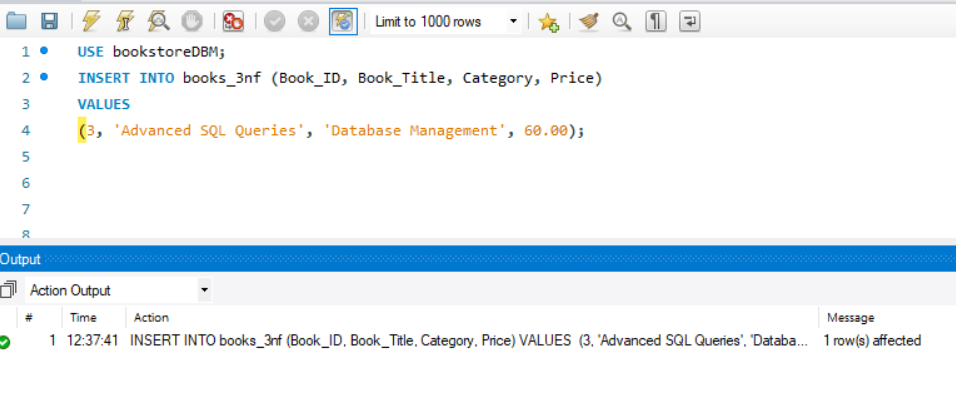 Limit to 1000 rows
1 USE bookstoreDBM;
2 INSERT INTO books_3nf (Book_ID, Book_Title, Category, Price)
3 VALUES
4 (3, 'Advanced SQL Queries', 'Database Management', 60.00);
5
6
7
8
Output
Action Output
# Time Action Message
1 12:37:41 INSERT INTO books_3nf (Book_ID, Book_Title, Category, Price) VALUES (3, 'Advanced SQL Queries', 'Databa... 1 row(s) affected